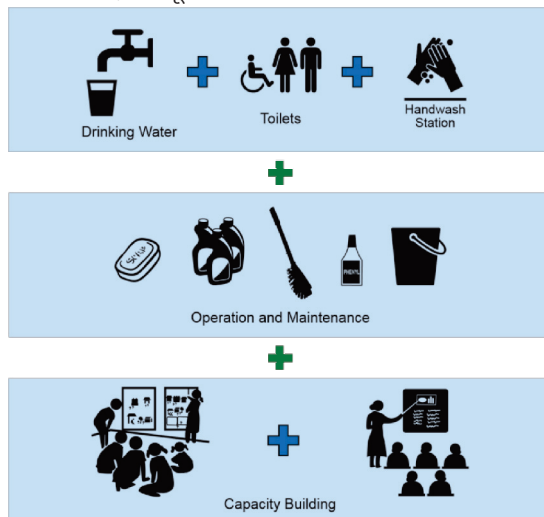 Drinking Water
Toilets
Handwash
Station
Operation and Maintenance
Capacity Building